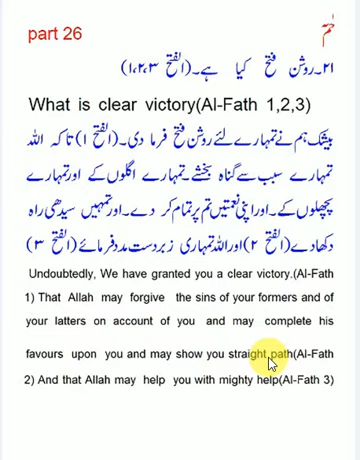 part 26
حٰمٓ
۲۱۔روشن فتح کیا ہے۔(الفتح ۱،۲،۳)
What is clear victory(Al-Fath 1,2,3)
بیشک ہم نے تمہارے لئے روشن فتح فرما دی۔(الفتح ۱) تاکہ اللہ
تمہارے سبب سے گناہ بخشے۔تمہارے اگلوں کے اور تمہارے
پچھلوں کے۔اور اپنی نعمتیں تم پر تمام کر دے۔اور تمہیں سیدھی راہ
دکھا دے (الفتح ۲) اور اللہ تمہاری زبردست مدد فرمائے (الفتح ۳)
Undoubtedly, We have granted you a clear victory.(Al-Fath
1) That Allah may forgive the sins of your formers and of
your latters on account of you and may complete his
favours upon you and may show you straight path(Al-Fath
2) And that Allah may help you with mighty help(Al-Fath 3)